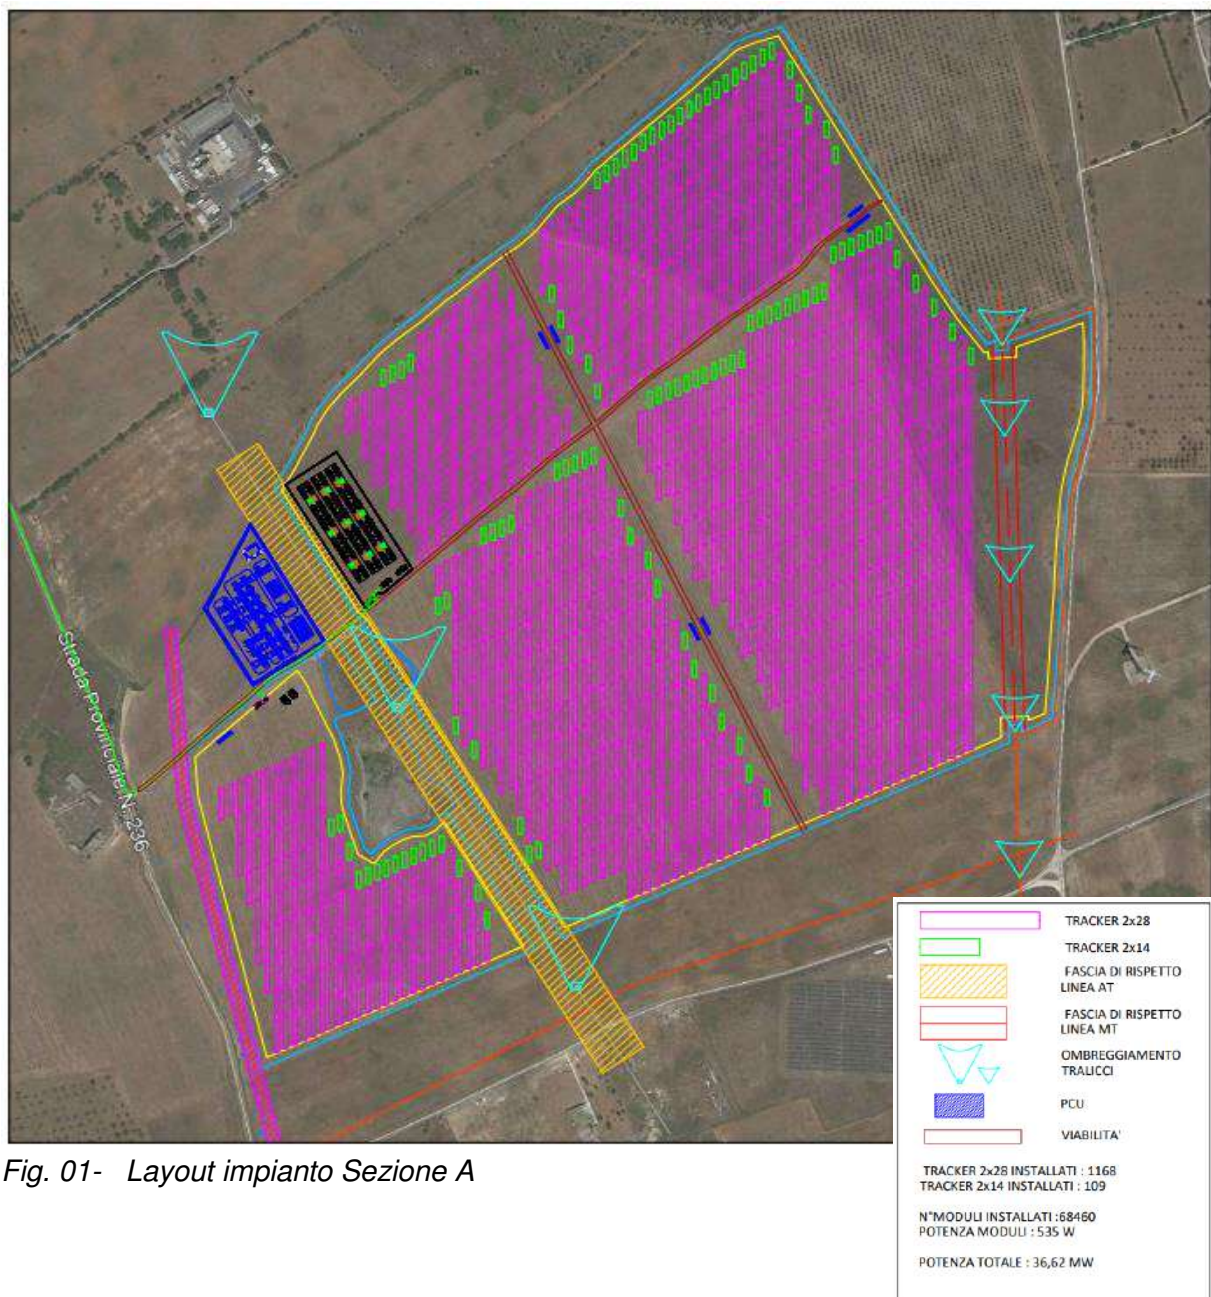 Strada Provinciale N. 236
TRACKER 2x28
TRACKER 2x14
FASCIA DI RISPETTO
LINEA AT
FASCIA DI RISPETTO
LINEA MT
OMBREGGIAMENTO
TRALICCI
PCU
VIABILITA'
TRACKER 2x28 INSTALLATI : 1168
TRACKER 2x14 INSTALLATI : 109
N°MODULI INSTALLATI :68460
POTENZA MODULI : 535 W
POTENZA TOTALE : 36,62 MW
Fig. 01- Layout impianto Sezione A